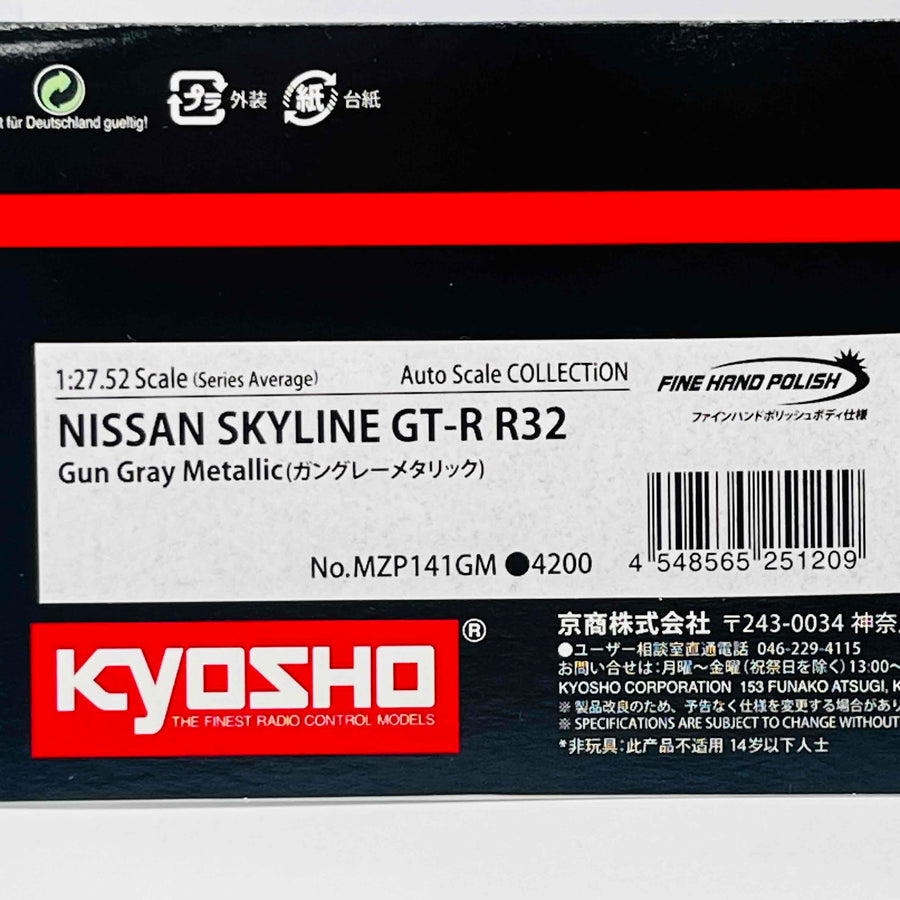 t für Deutschland gueltig!
プラ 外装 紙 台紙
1:27.52 Scale (Series Average) Auto Scale COLLECTiON
FINE HAND POLISH
ファインハンドポリッシュボディ仕様
NISSAN SKYLINE GT-R R32
Gun Gray Metallic(ガングレーメタリック)
No.MZP141GM ●4200
4 548565 251209
KYOSHO ®
THE FINEST RADIO CONTROL MODELS
京商株式会社 〒243-0034 神奈
●ユーザー相談室直通電話 046-229-4115
お問い合せは:月曜〜金曜(祝祭日を除く)13:00〜
KYOSHO CORPORATION 153 FUNAKO ATSUGI, K
※ 製品改良のため、予告なく仕様を変更する場合があり
※ SPECIFICATIONS ARE SUBJECT TO CHANGE WITHOUT
*非玩具:此产品不适用 14岁以下人士